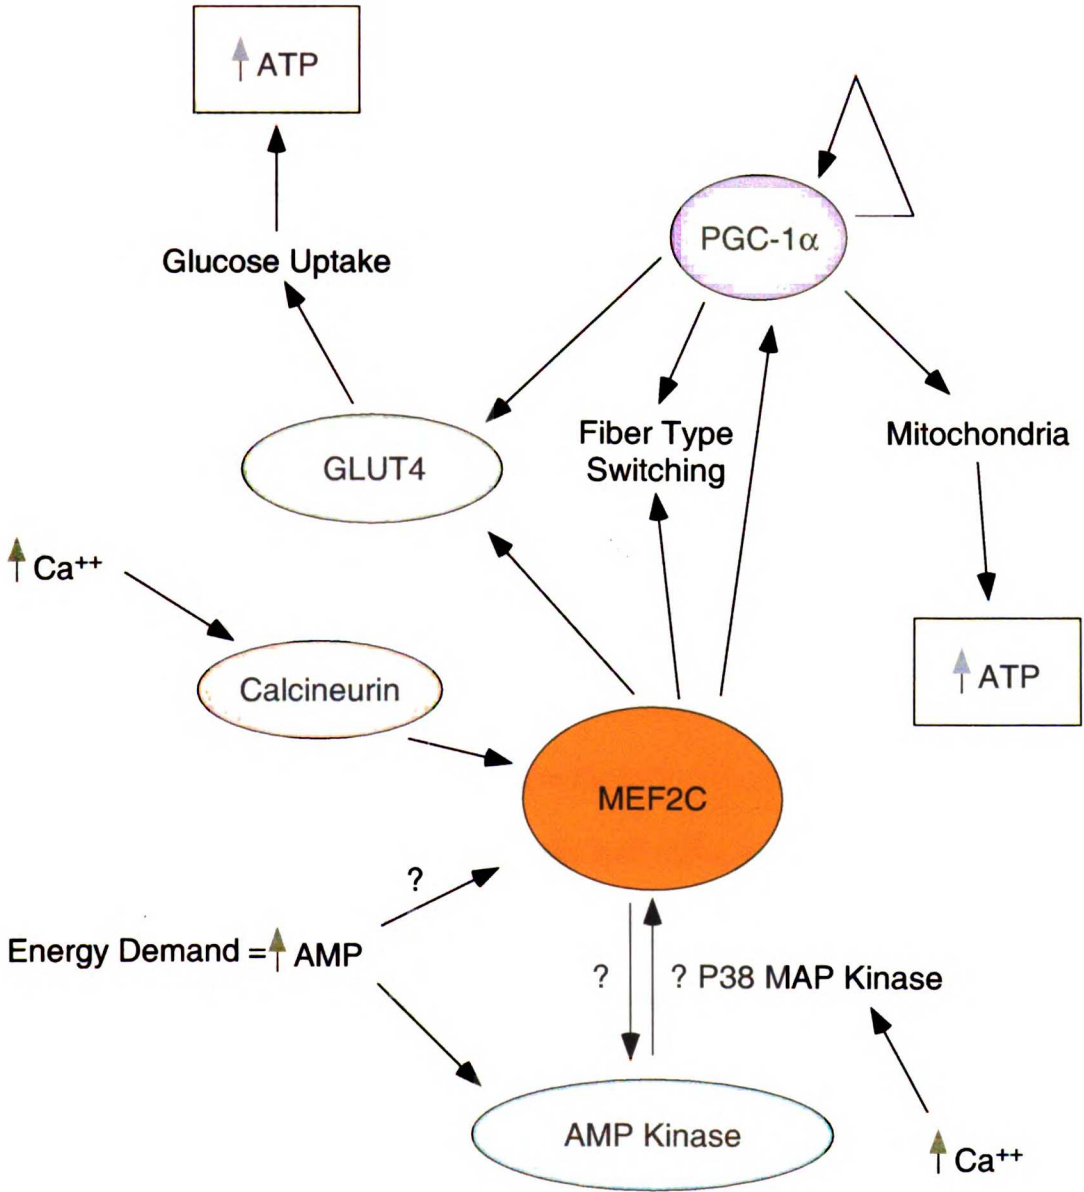 ATP
PGC-1α
Glucose Uptake
Fiber Type
Switching
Mitochondria
GLUT4
Ca++
Calcineurin
ATP
MEF2C
?
Energy Demand = AMP
?
? P38 MAP Kinase
AMP Kinase
Ca++